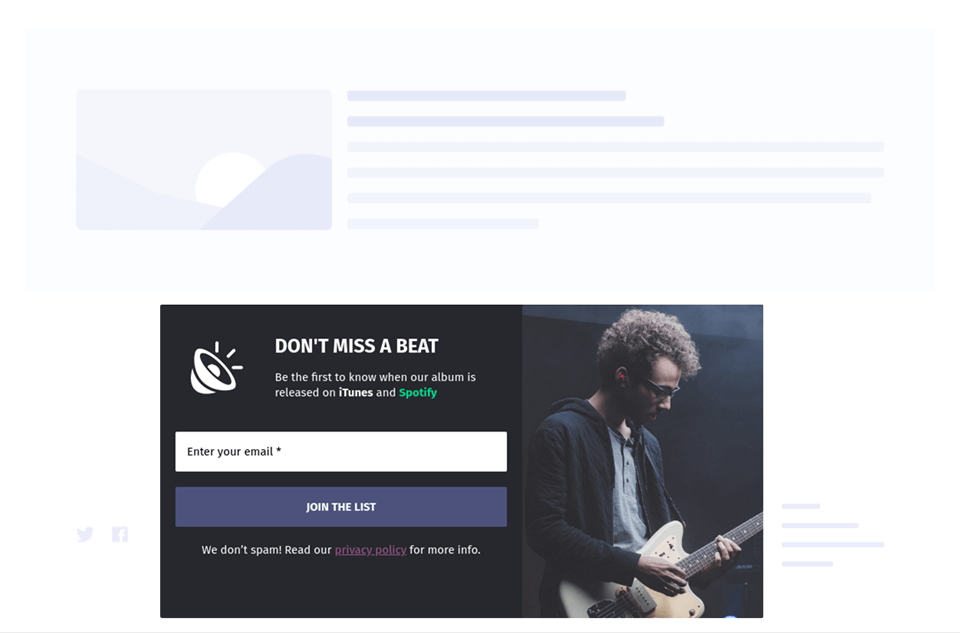 DON'T MISS A BEAT
Be the first to know when our album is
released on iTunes and Spotify
Enter your email *
JOIN THE LIST
We don’t spam! Read our privacy policy for more info.